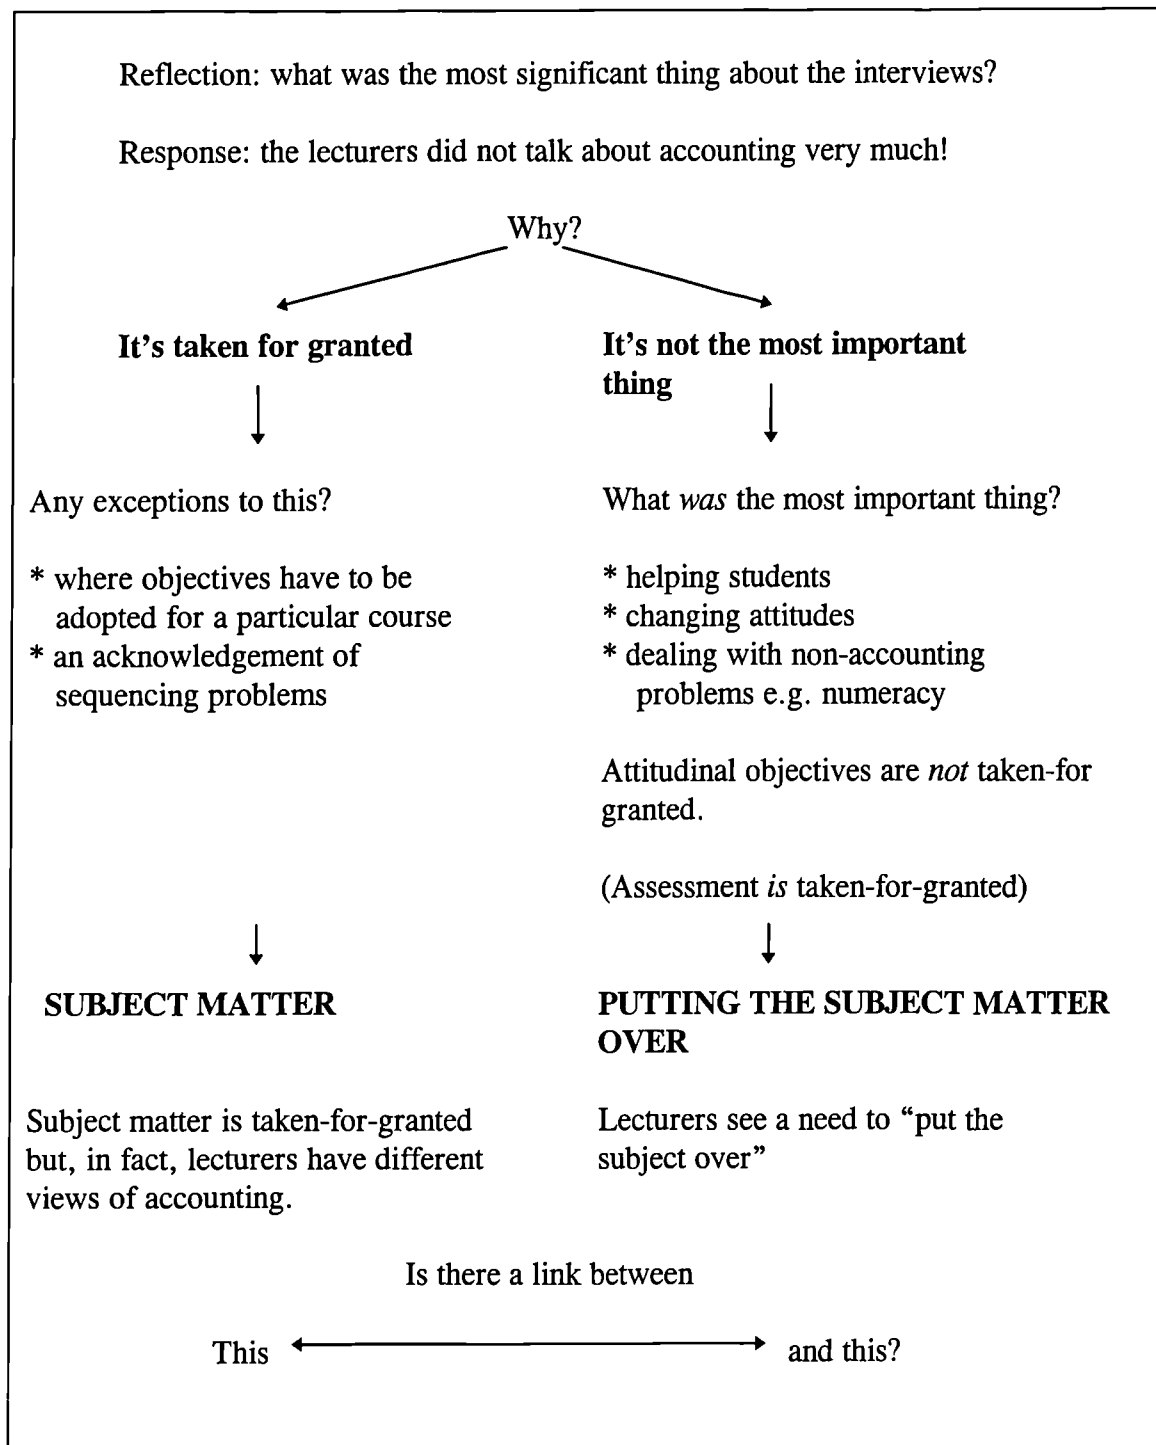 Reflection: what was the most significant thing about the interviews?
Response: the lecturers did not talk about accounting very much!
Why?
It's taken for granted
It's not the most important
thing
Any exceptions to this?
* where objectives have to be
adopted for a particular course
* an acknowledgement of
sequencing problems
What was the most important thing?
* helping students
* changing attitudes
* dealing with non-accounting
problems e.g. numeracy
Attitudinal objectives are not taken-for
granted.
(Assessment is taken-for-granted)
SUBJECT MATTER
Subject matter is taken-for-granted
but, in fact, lecturers have different
views of accounting.
PUTTING THE SUBJECT MATTER
OVER
Lecturers see a need to “put the
subject over”
Is there a link between
This
and this?